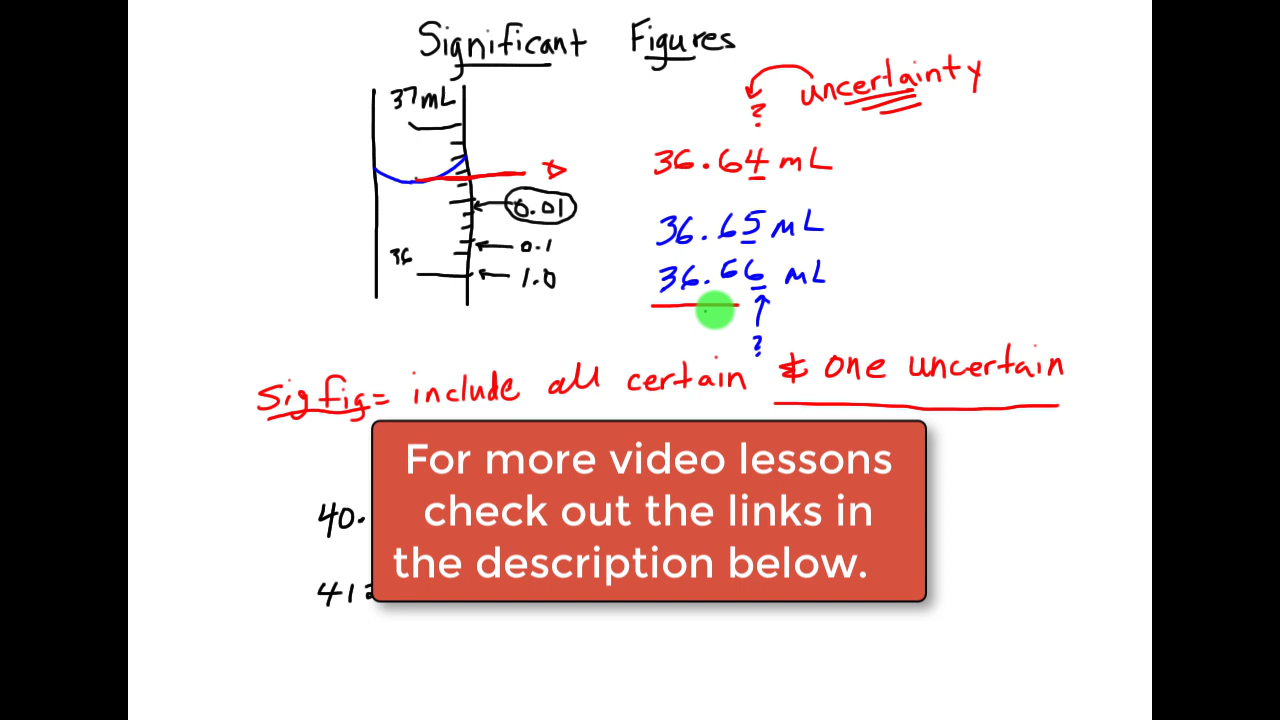 Significant Figures
uncertainty
37 mL
?
36.64 mL
0.01
36.65 mL
0.1
36
36.66 mL
1.0
?
Sig fig = include all certain & one uncertain
For more video lessons
check out the links in
the description below.
40.
41